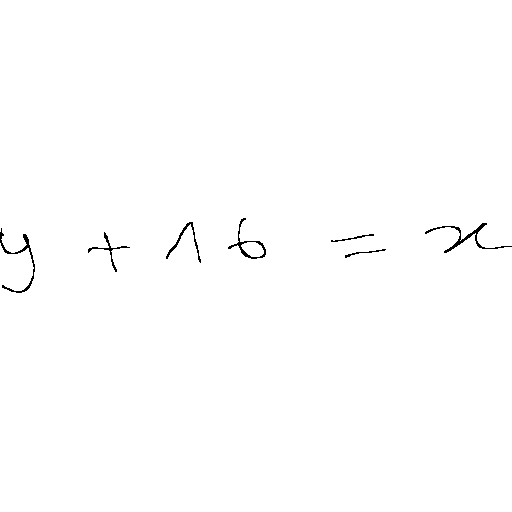 y + 16 = x